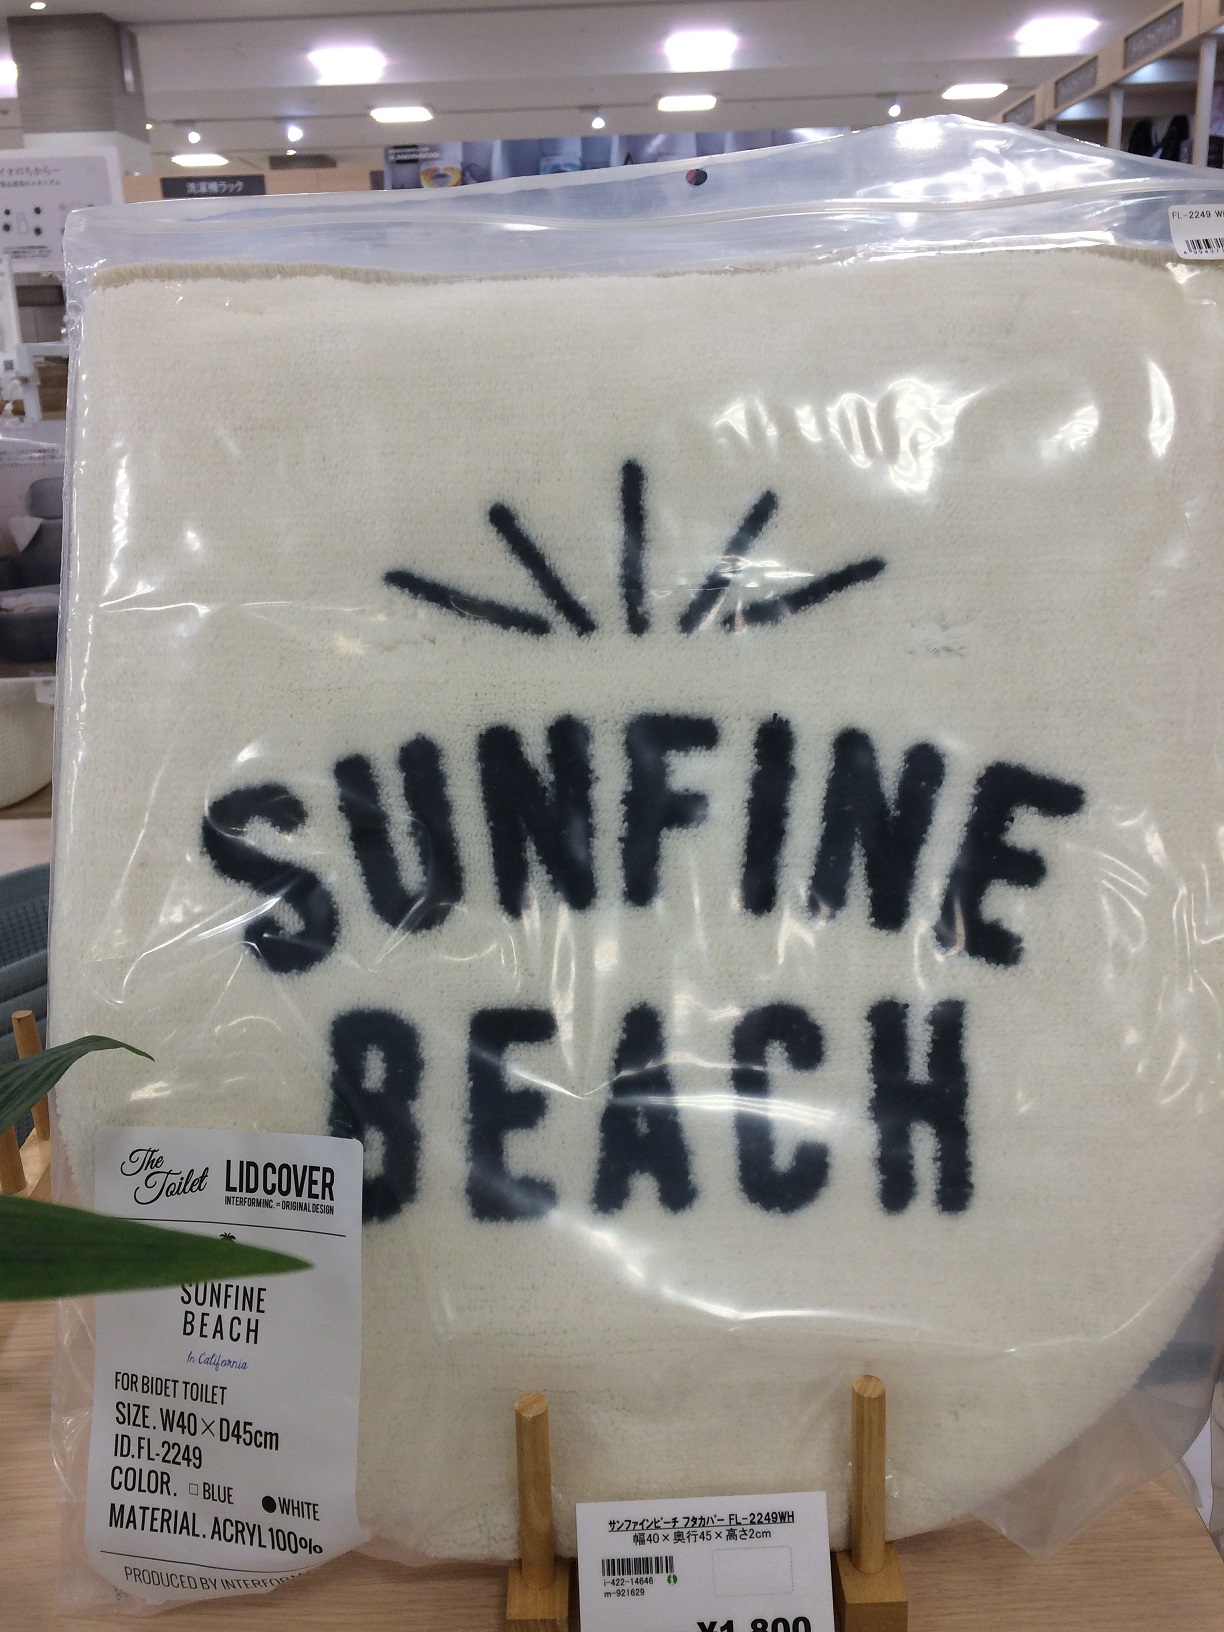 洗濯機ラック
FL-2249
SUNFINE
BEACH
The
Toilet
LID COVER
INTERFORM INC. = ORIGINAL DESIGN
SUNFINE
BEACH
In California
FOR BIDET TOILET
SIZE. W40×D45cm
ID.FL-2249
COLOR. □ BLUE ●WHITE
MATERIAL. ACRYL100%
PRODUCED BY
サンファインビーチ フタカバー FL-2249WH
幅40×奥行45×高さ2cm
i-422-14646
m-921629
¥1,800